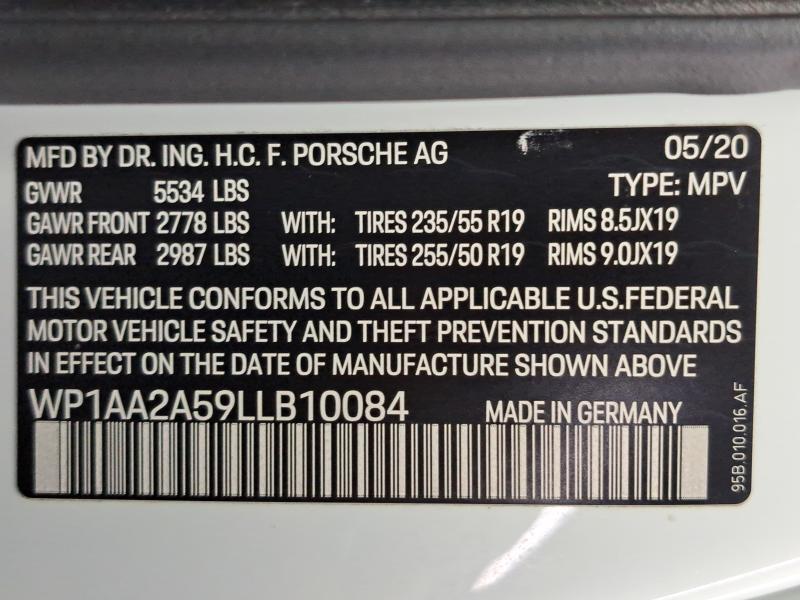 MFD BY DR. ING. H.C. F. PORSCHE AG 05/20
TYPE: MPV
GVWR 5534 LBS
GAWR FRONT 2778 LBS WITH: TIRES 235/55 R19 RIMS 8.5JX19
GAWR REAR 2987 LBS WITH: TIRES 255/50 R19 RIMS 9.0JX19
THIS VEHICLE CONFORMS TO ALL APPLICABLE U.S.FEDERAL
MOTOR VEHICLE SAFETY AND THEFT PREVENTION STANDARDS
IN EFFECT ON THE DATE OF MANUFACTURE SHOWN ABOVE
WP1AA2A59LLB10084 MADE IN GERMANY
95B.010.016.AF